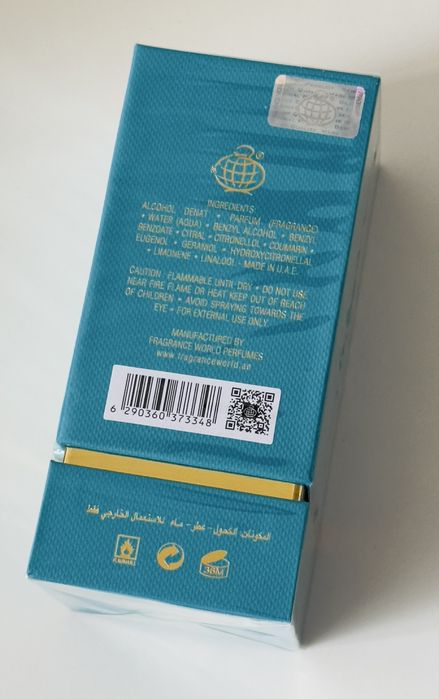 INGREDIENTS:
ALCOHOL DENAT • PARFUM (FRAGRANCE)
• WATER (AQUA) • BENZYL ALCOHOL • BENZYL
BENZOATE • CITRAL • CITRONELLOL • COUMARIN •
EUGENOL • GERANIOL • HYDROXYCITRONELLAL
• LIMONENE • LINALOOL - MADE IN U.A.E.
CAUTION : FLAMMABLE UNTIL DRY • DO NOT USE
NEAR FIRE FLAME OR HEAT KEEP OUT OF REACH
OF CHILDREN • AVOID SPRAYING TOWARDS THE
EYE • FOR EXTERNAL USE ONLY
MANUFACTURED BY
FRAGRANCE WORLD PERFUMES
www.fragranceworld.ae
6 290360 373348
المكونات: الكحول - عطر - ماء للاستعمال الخارجي فقط
36M